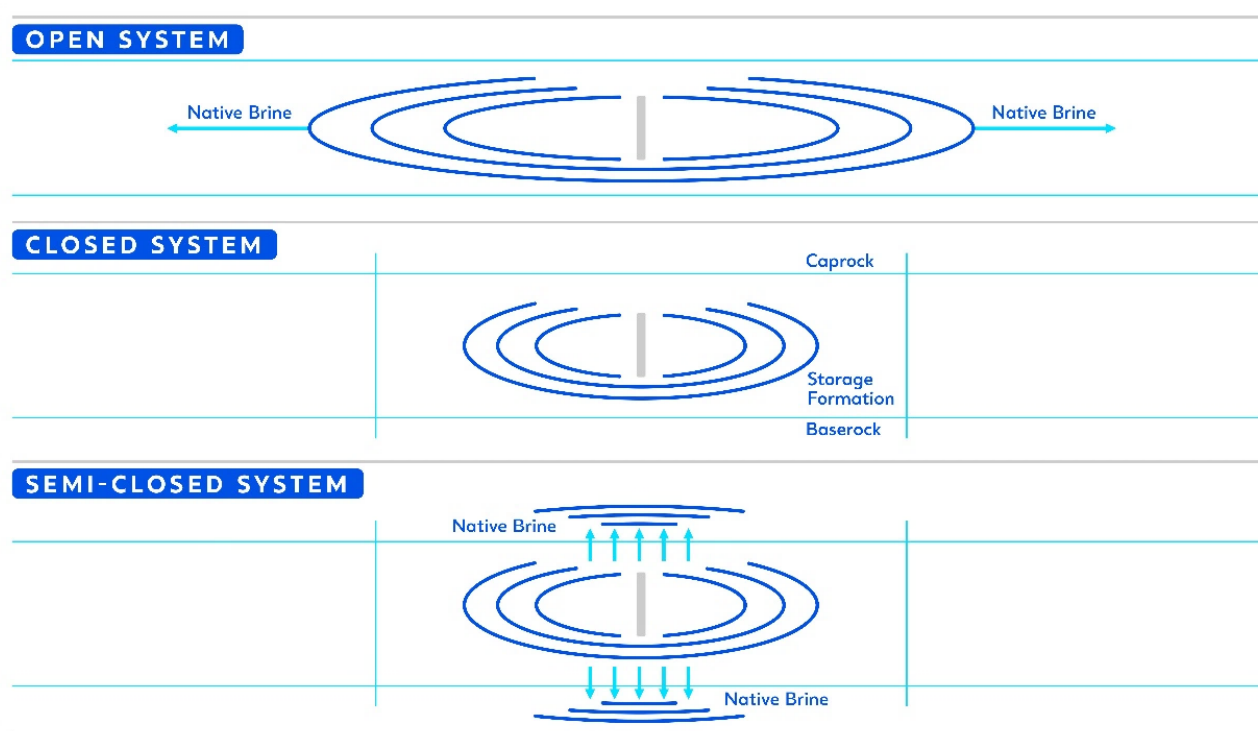 OPEN SYSTEM
Native Brine
Native Brine
CLOSED SYSTEM
Caprock
Storage
Formation
Baserock
SEMI-CLOSED SYSTEM
Native Brine
Native Brine